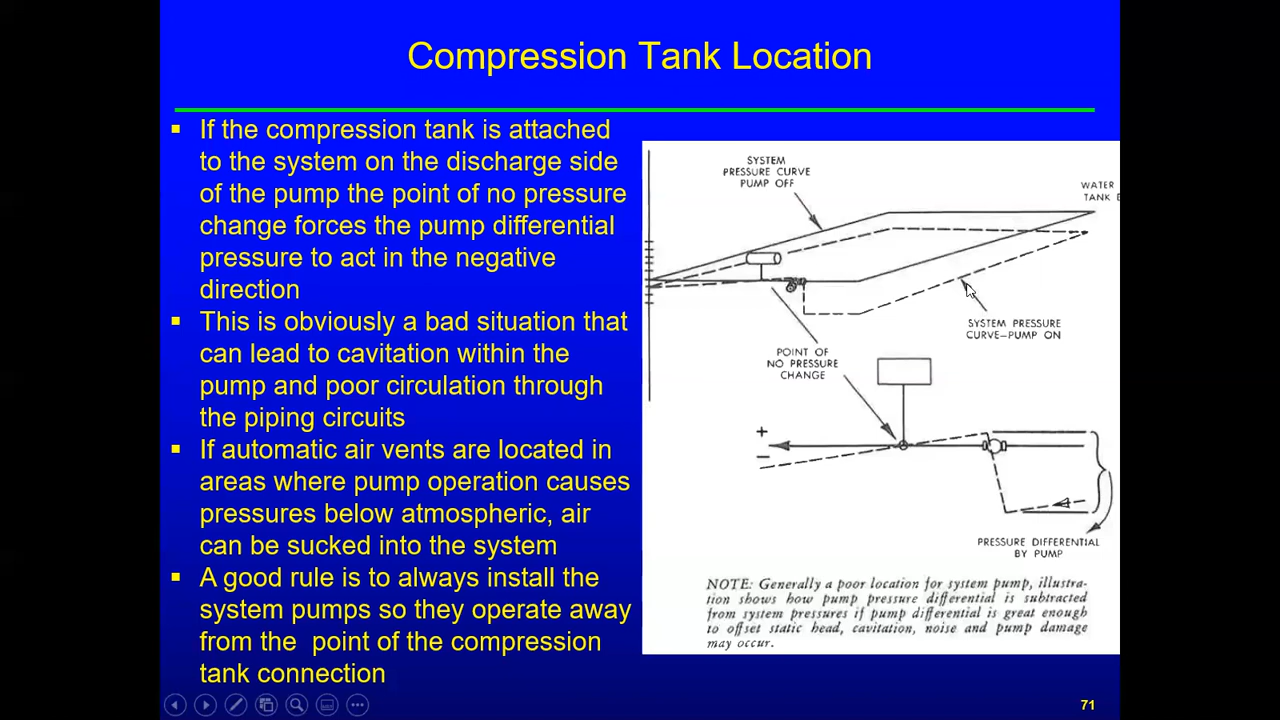 Compression Tank Location
▪ If the compression tank is attached
to the system on the discharge side
of the pump the point of no pressure
change forces the pump differential
pressure to act in the negative
direction
▪ This is obviously a bad situation that
can lead to cavitation within the
pump and poor circulation through
the piping circuits
▪ If automatic air vents are located in
areas where pump operation causes
pressures below atmospheric, air
can be sucked into the system
▪ A good rule is to always install the
system pumps so they operate away
from the  point of the compression
tank connection
SYSTEM
PRESSURE CURVE
PUMP OFF
WATER
TANK E
SYSTEM PRESSURE
CURVE—PUMP ON
POINT OF
NO PRESSURE
CHANGE
+
−
PRESSURE DIFFERENTIAL
BY PUMP
NOTE: Generally a poor location for system pump, illustra-
tion shows how pump pressure differential is subtracted
from system pressures if pump differential is great enough
to offset static head, cavitation, noise and pump damage
may occur.
71